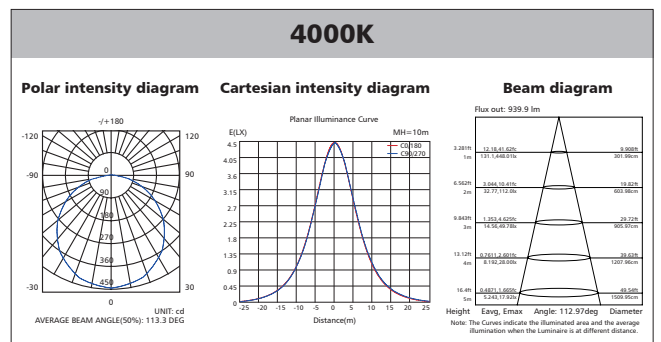 4000K
Polar intensity diagram
-/+180
-120
120
-90
90
0
90
180
270
360
450
-30
30
0
UNIT: cd
AVERAGE BEAM ANGLE(50%): 113.3 DEG
Cartesian intensity diagram
Planar Illuminance Curve
E(LX)
MH=10m
C0/180
C90/270
4.5
4.05
3.6
3.15
2.7
2.25
1.8
1.35
0.9
0.45
0
-25 -20 -15 -10 -5 0 5 10 15 20 25
Distance(m)
Beam diagram
Flux out: 939.9 lm
3.281ft 12.18,41.62fc 9.908ft
1m 131.1,448.01x 301.99cm
6.562ft 3.044,10.41fc 19.82ft
2m 32.77,112.0lx 603.98cm
9.843ft 1.353,4.625fc 29.72ft
3m 14.56,49.78lx 905.97cm
13.12ft 0.7611,2.601fc 39.63ft
4m 8.192,28.00lx 1207.96cm
16.4ft 0.4871,1.665fc 49.54ft
5m 5.243,17.92lx 1509.95cm
Height Eavg, Emax Angle: 112.97deg Diameter
Note: The Curves indicate the illuminated area and the average
illumination when the Luminaire is at different distance.